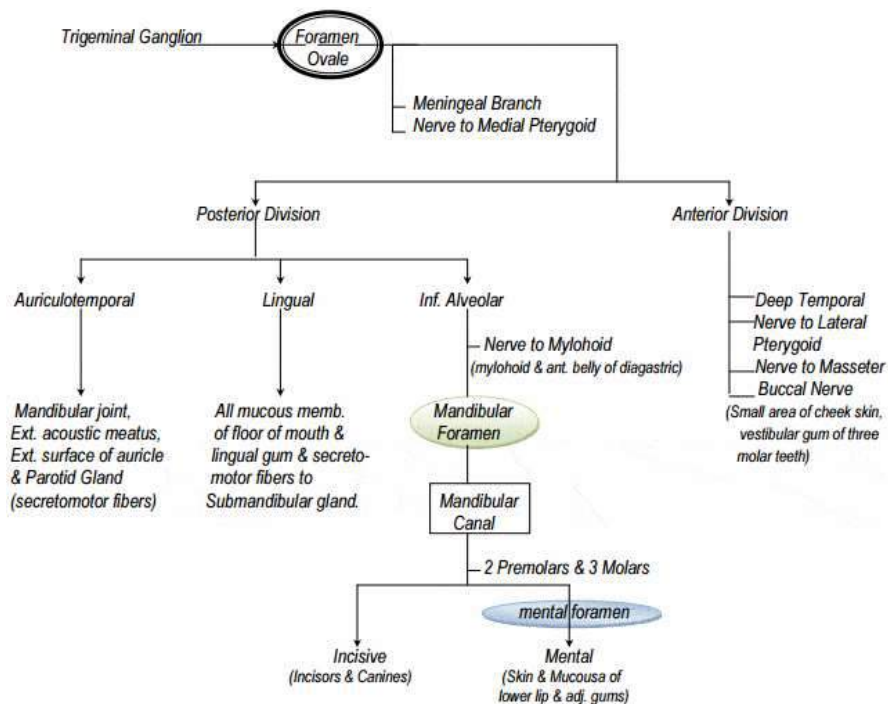 Trigeminal Ganglion
Foramen
Ovale
Meningeal Branch
Nerve to Medial Pterygoid
Posterior Division
Anterior Division
Auriculotemporal
Lingual
Inf. Alveolar
Deep Temporal
Nerve to Lateral
Pterygoid
Nerve to Masseter
Buccal Nerve
(Small area of cheek skin,
vestibular gum of three
molar teeth)
Nerve to Mylohoid
(mylohoid & ant. belly of diagastric)
Mandibular joint,
Ext. acoustic meatus,
Ext. surface of auricle
& Parotid Gland
(secretomotor fibers)
All mucous memb.
of floor of mouth &
lingual gum & secreto-
motor fibers to
Submandibular gland.
Mandibular
Foramen
Mandibular
Canal
2 Premolars & 3 Molars
mental foramen
Incisive
(Incisors & Canines)
Mental
(Skin & Mucousa of
lower lip & adj. gums)